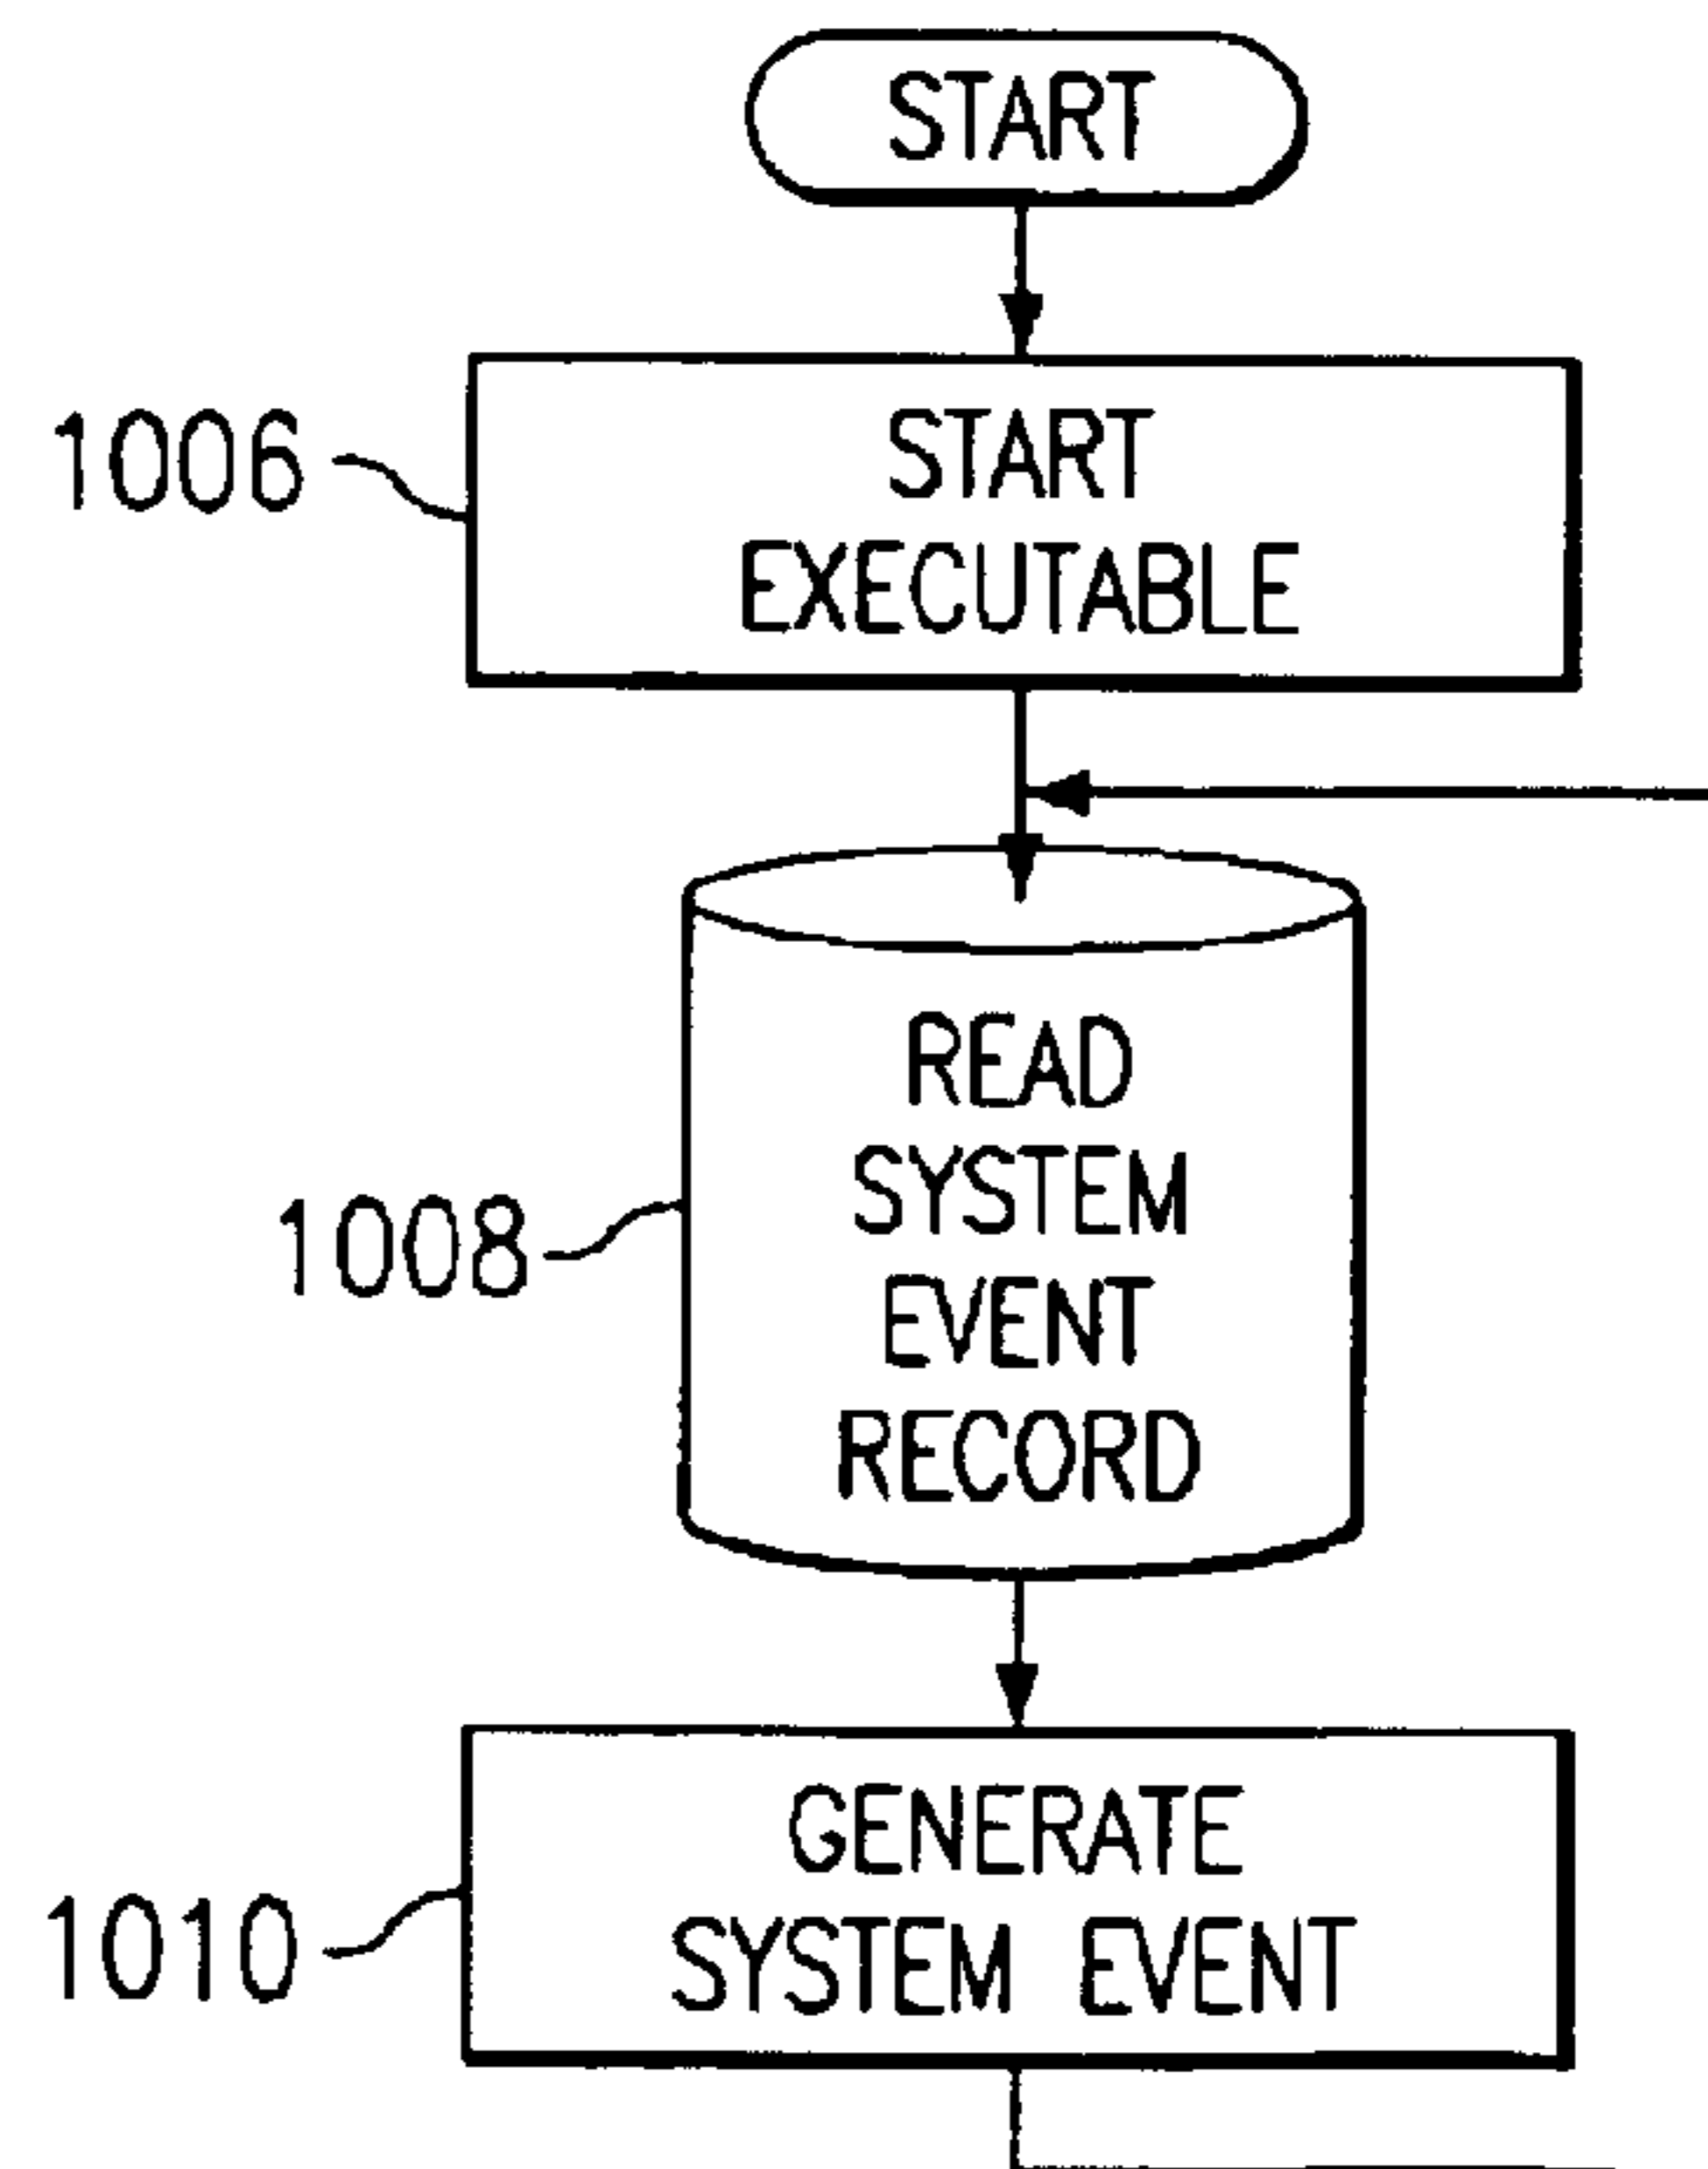 START
1006
START
EXECUTABLE
1008
READ
SYSTEM
EVENT
RECORD
1010
GENERATE
SYSTEM EVENT